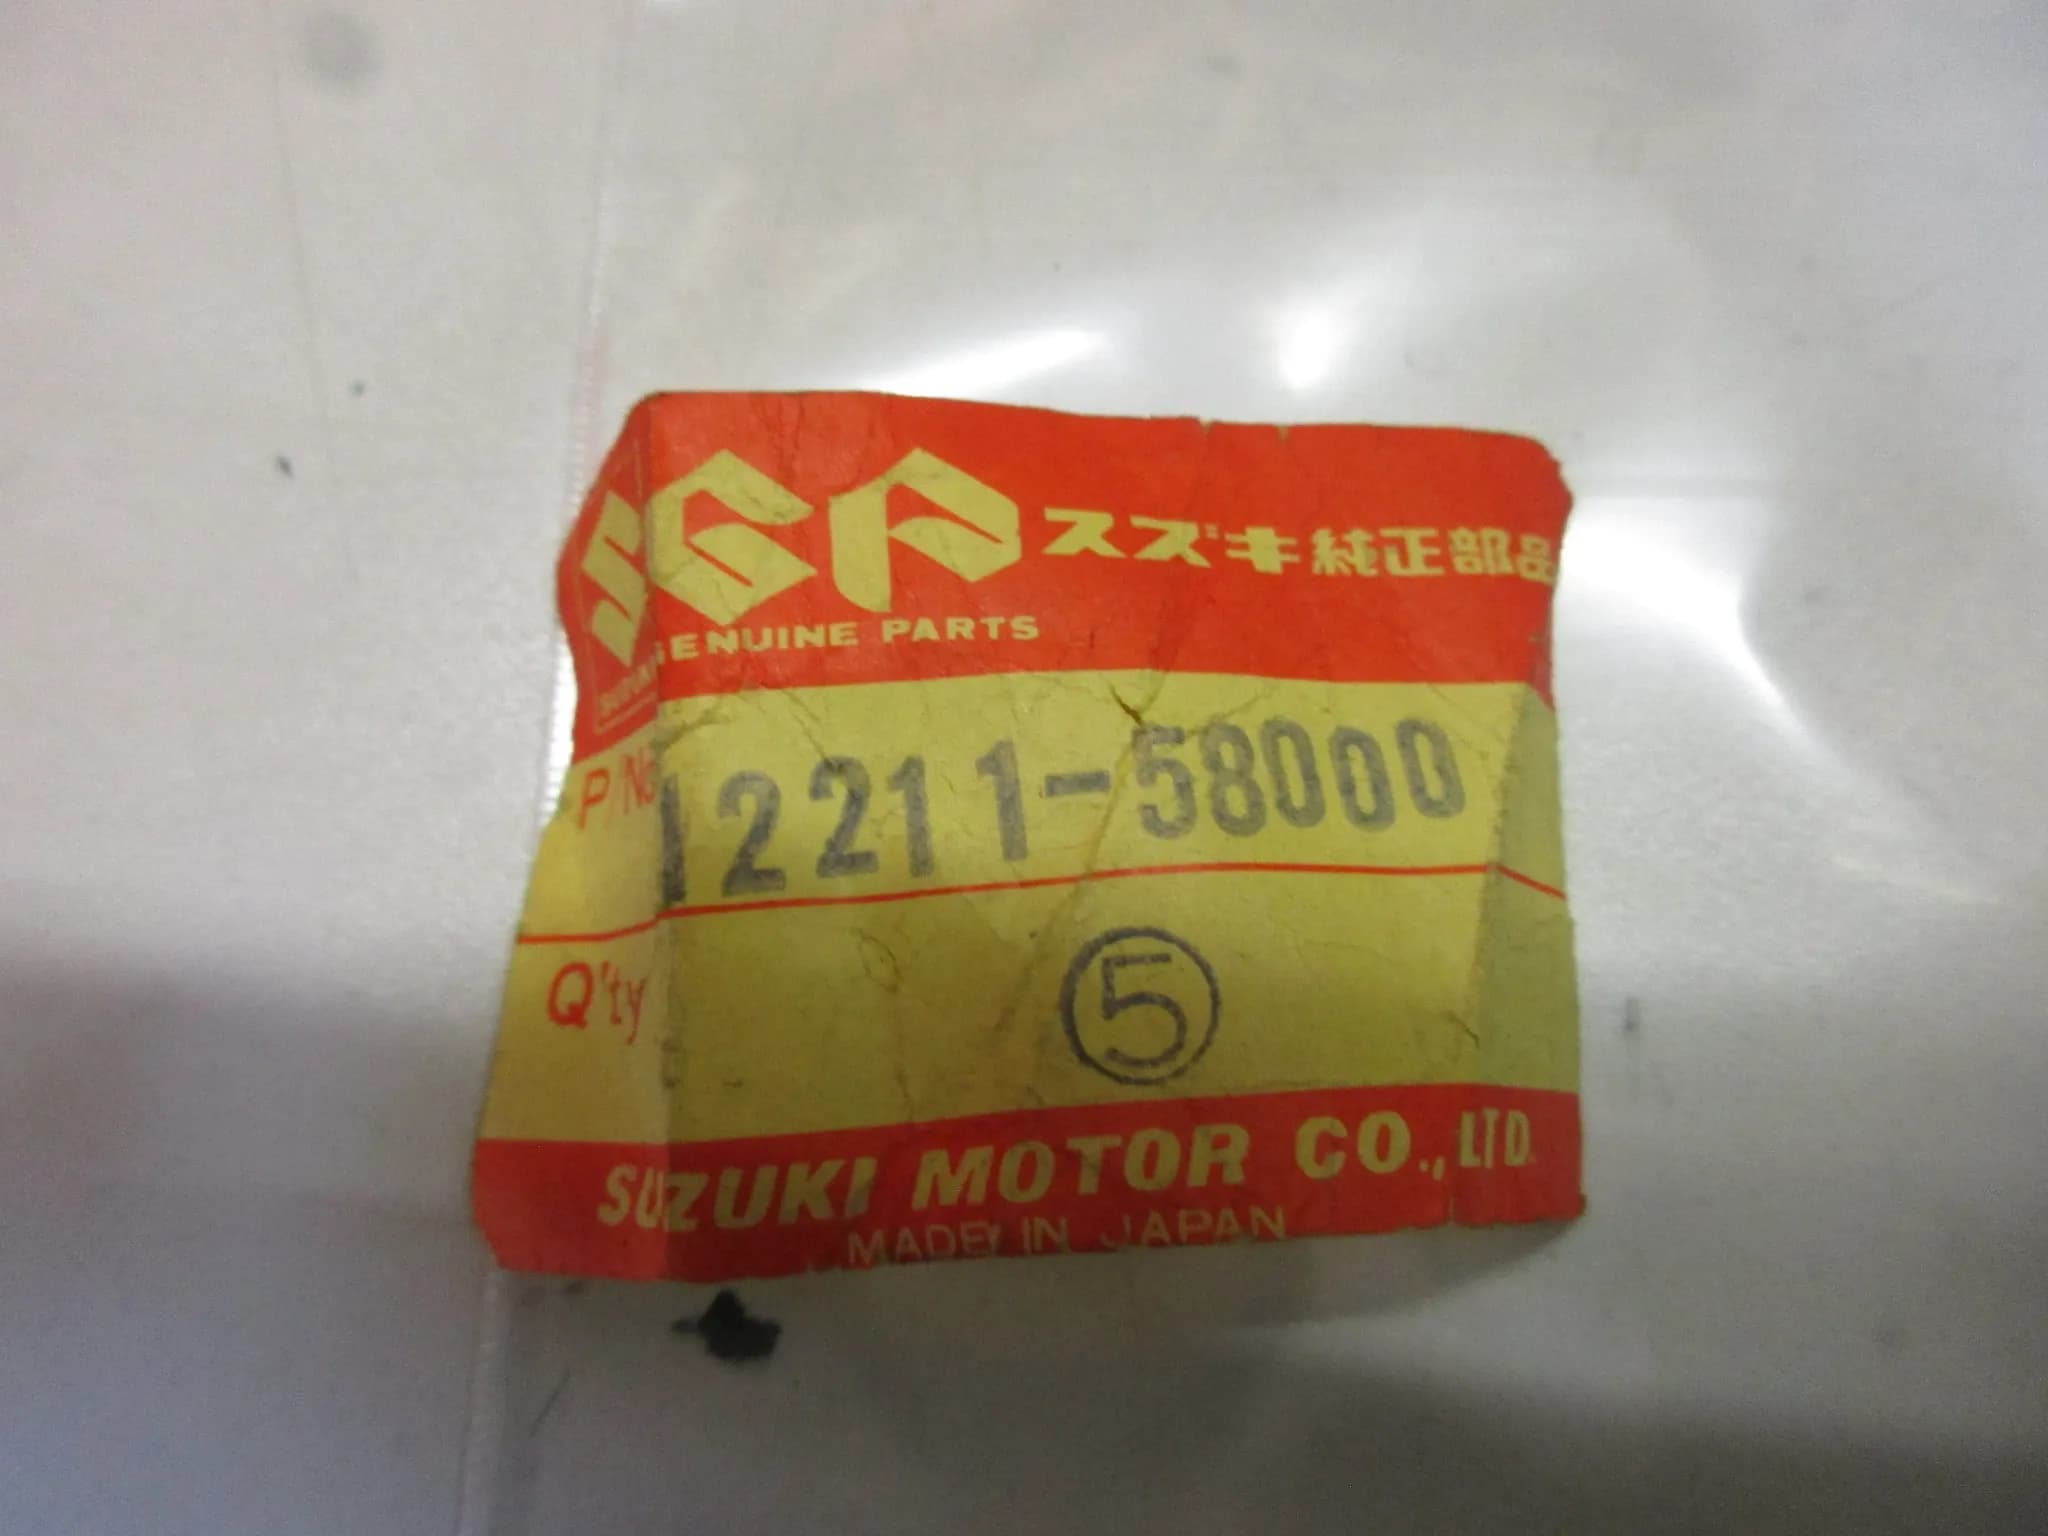 SGP スズキ純正部品
GENUINE PARTS
SUZUKI
P/No 12211-58000
Q'ty ⑤
SUZUKI MOTOR CO., LTD.
MADE IN JAPAN